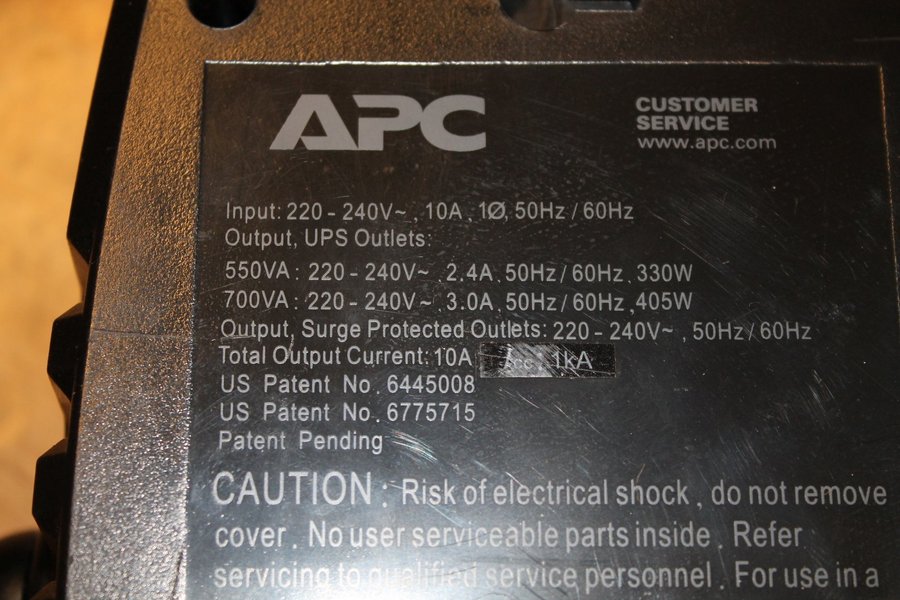 APC
CUSTOMER
SERVICE
www.apc.com
Input: 220 - 240V~ , 10A , 1Ø, 50Hz / 60Hz
Output, UPS Outlets:
550VA : 220 - 240V~ , 2.4A, 50Hz / 60Hz ,330W
700VA : 220 - 240V~ , 3.0A, 50Hz / 60Hz ,405W
Output, Surge Protected Outlets: 220 - 240V~ , 50Hz / 60Hz
Total Output Current: 10A 1kA
US Patent No. 6445008
US Patent No. 6775715
Patent Pending
CAUTION : Risk of electrical shock , do not remove
cover . No user serviceable parts inside . Refer
servicing to qualified service personnel . For use in a